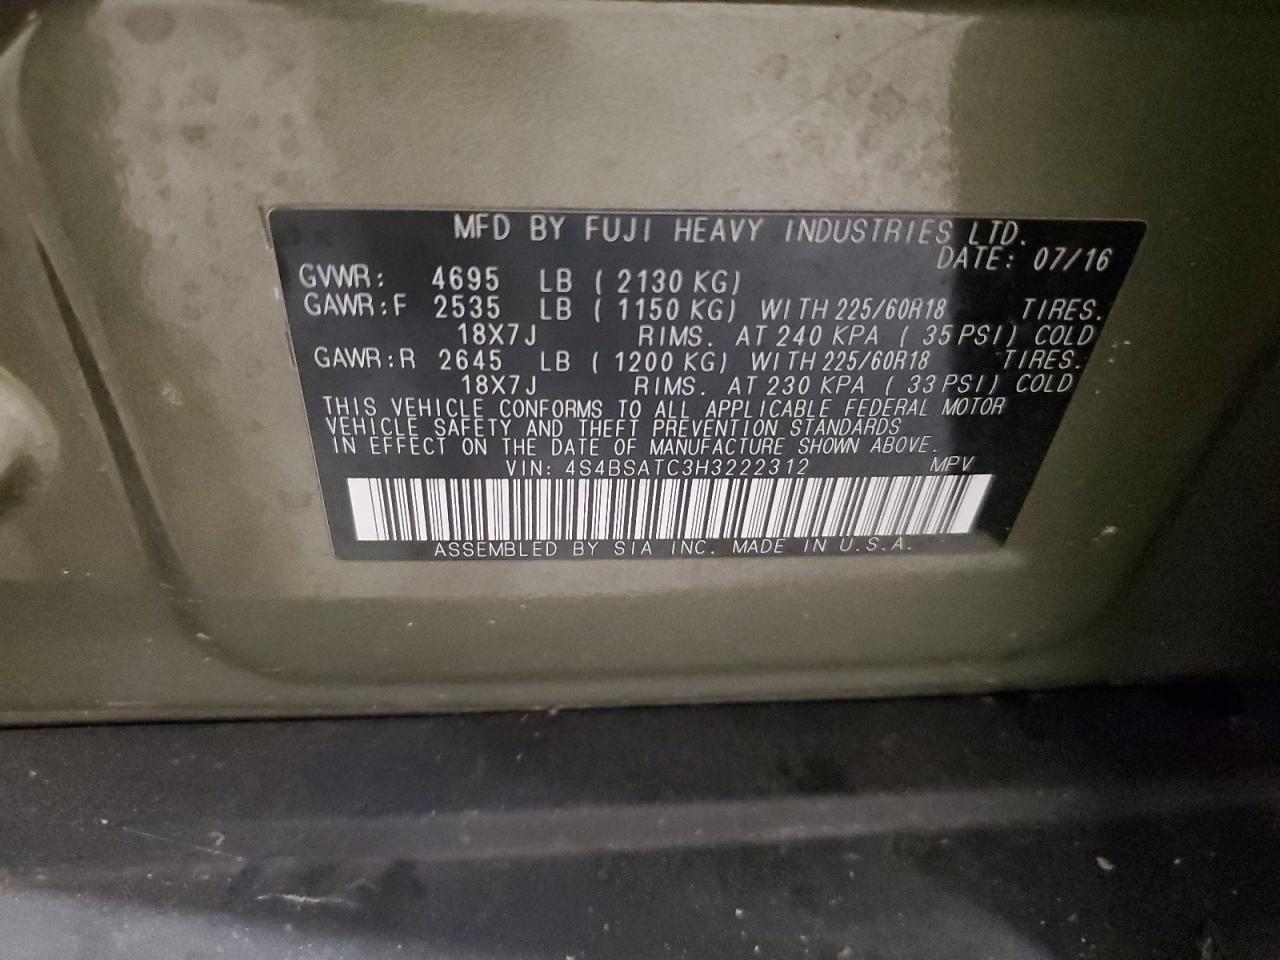 MFD BY FUJI HEAVY INDUSTRIES LTD.
DATE: 07/16
GVWR: 4695 LB ( 2130 KG)
GAWR:F 2535 LB ( 1150 KG) WITH 225/60R18 TIRES.
18X7J RIMS. AT 240 KPA ( 35 PSI) COLD
GAWR:R 2645 LB ( 1200 KG) WITH 225/60R18 TIRES.
18X7J RIMS. AT 230 KPA ( 33 PSI) COLD
THIS VEHICLE CONFORMS TO ALL APPLICABLE FEDERAL MOTOR
VEHICLE SAFETY AND THEFT PREVENTION STANDARDS
IN EFFECT ON THE DATE OF MANUFACTURE SHOWN ABOVE.
VIN: 4S4BSATC3H3222312 MPV
ASSEMBLED BY SIA INC. MADE IN U.S.A.